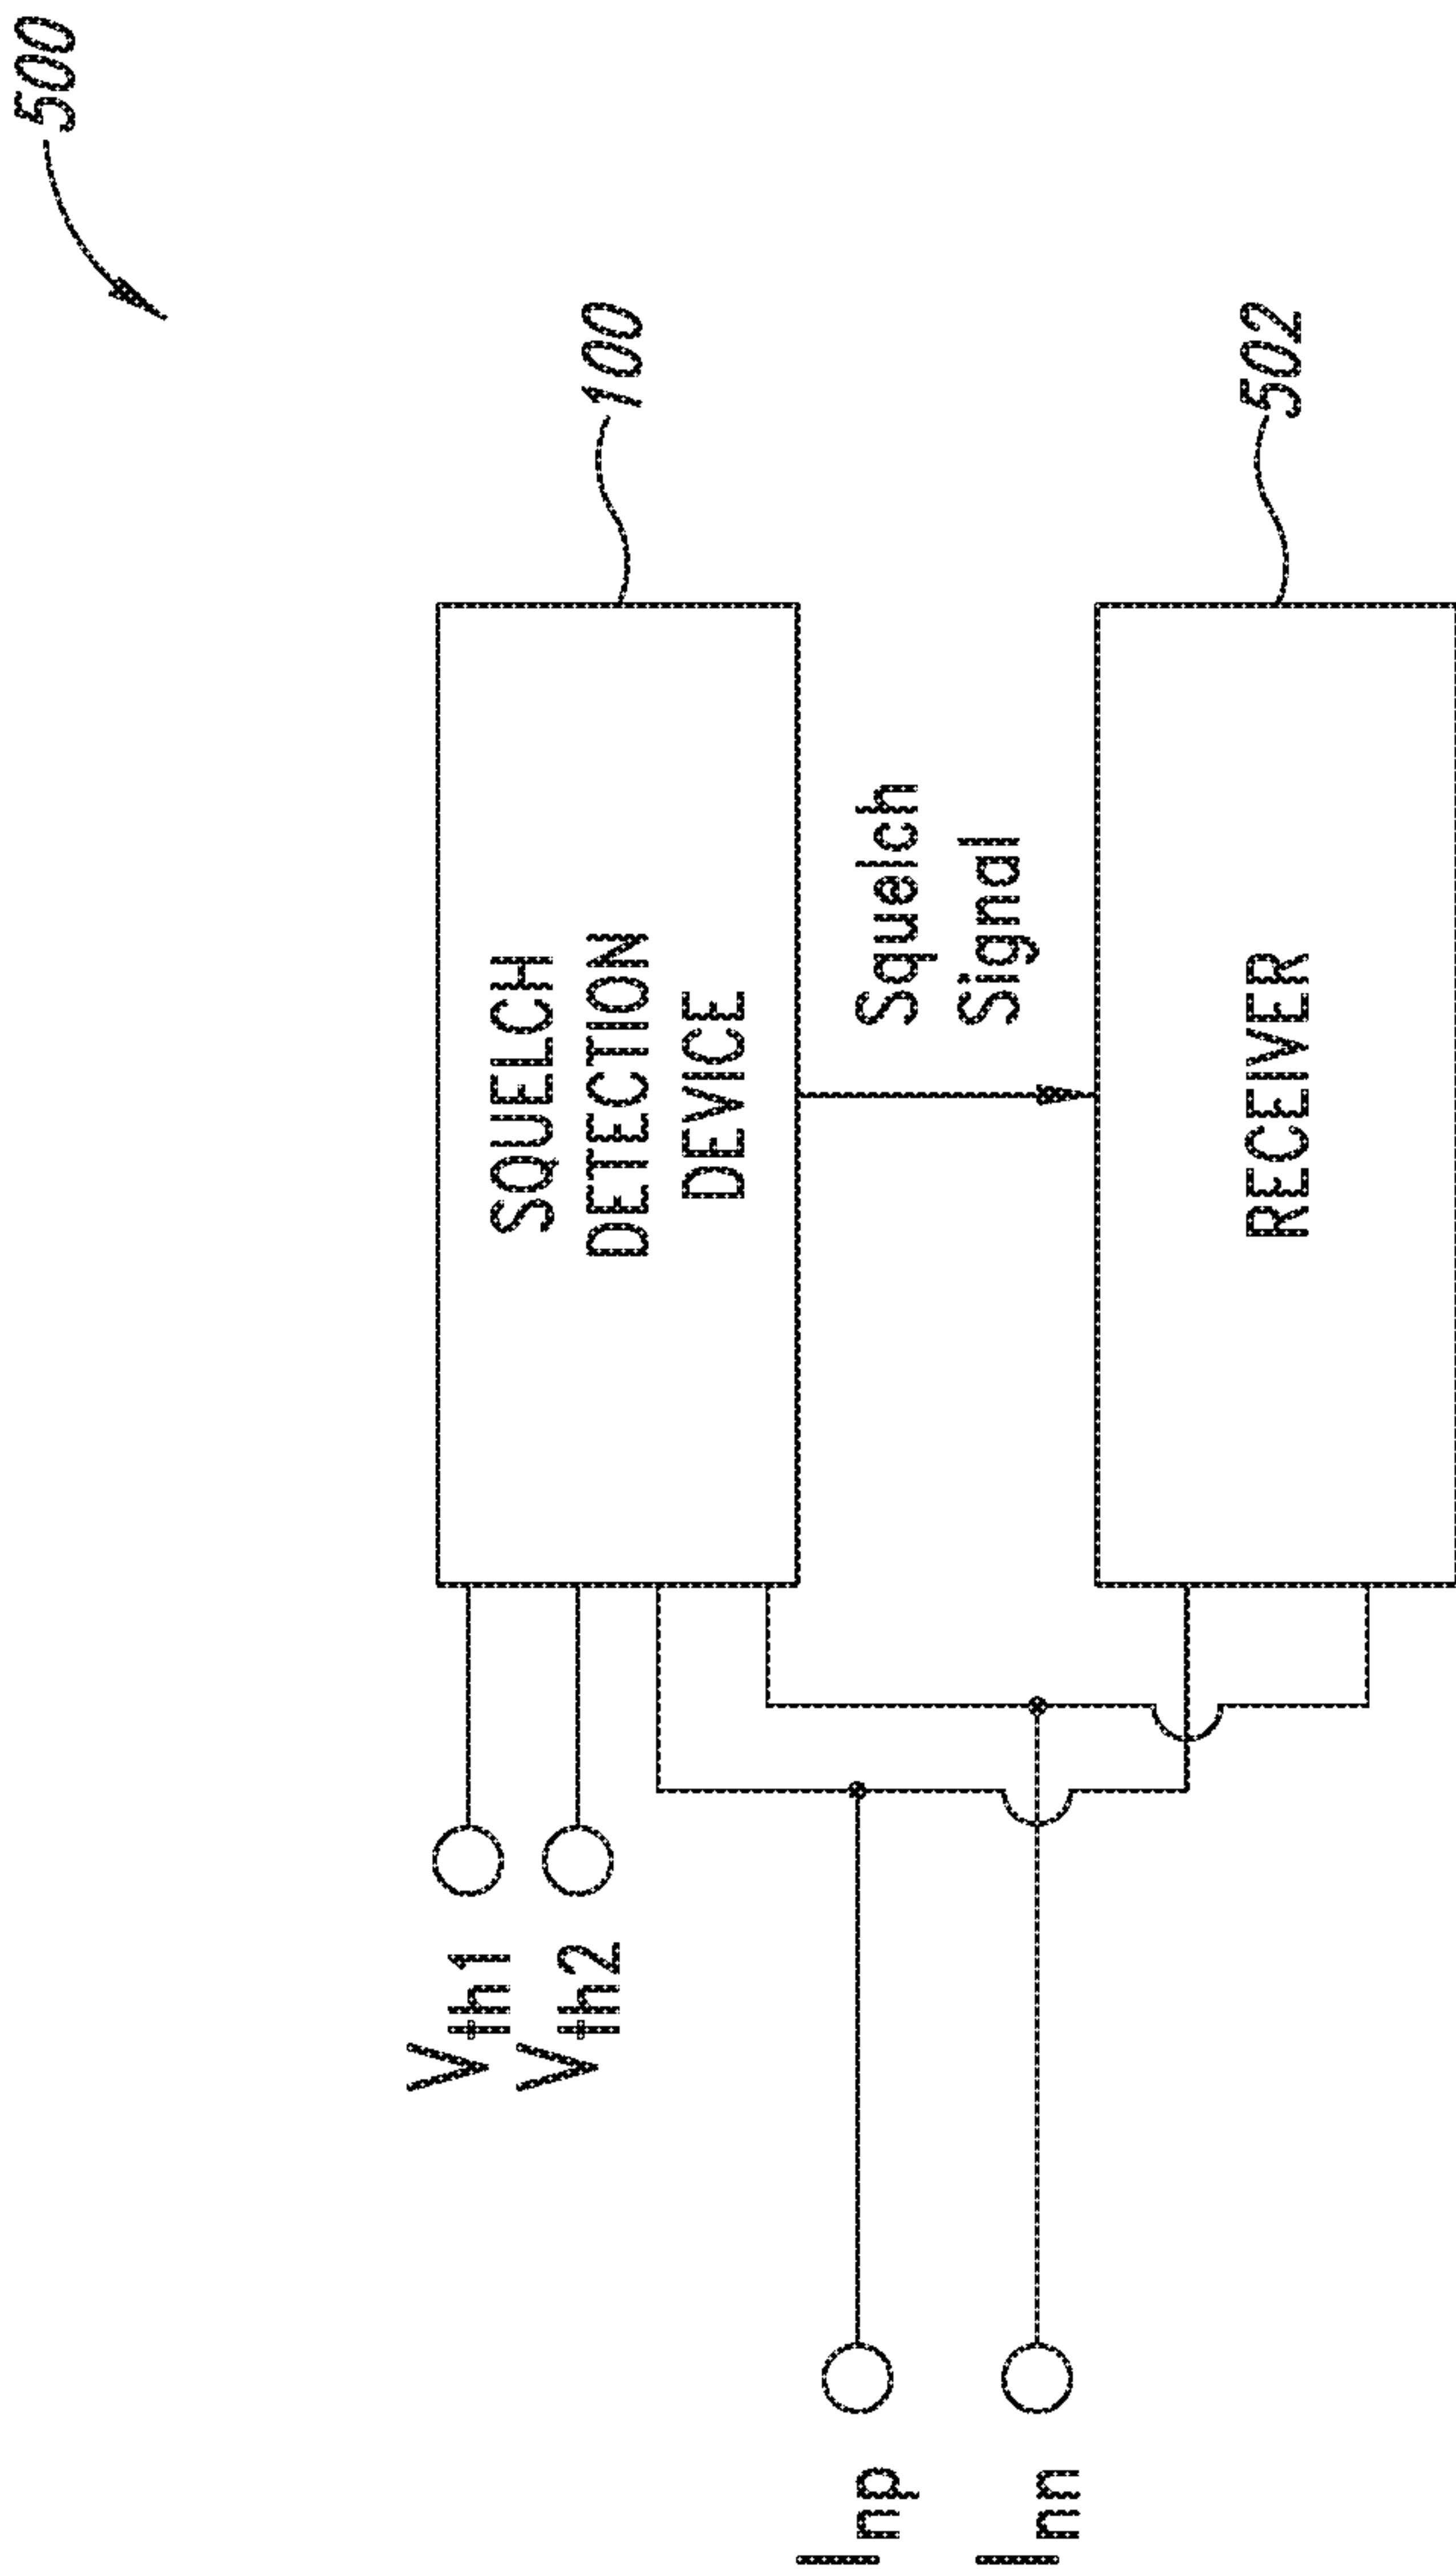 500
100
SQUELCH
DETECTION
DEVICE
Vth1
Vth2
Squelch
Signal
Inp
Inn
502
RECEIVER